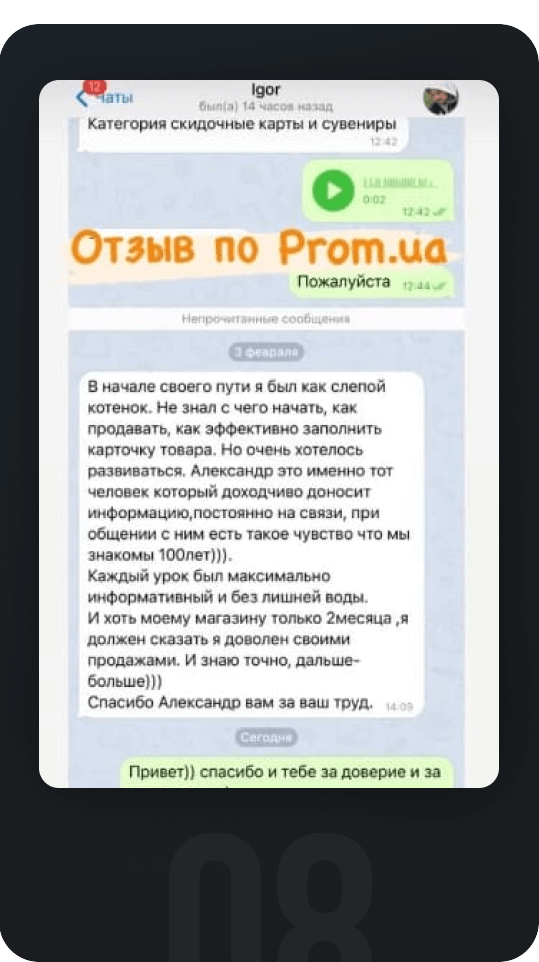 12
Чаты
Igor
был(а) 14 часов назад
Категория скидочные карты и сувениры
12:42
0:02
12:42
Отзыв по Prom.ua
Пожалуйста 12:44
Непрочитанные сообщения
3 февраля
В начале своего пути я был как слепой
котенок. Не знал с чего начать, как
продавать, как эффективно заполнить
карточку товара. Но очень хотелось
развиваться. Александр это именно тот
человек который доходчиво доносит
информацию,постоянно на связи, при
общении с ним есть такое чувство что мы
знакомы 100лет))).
Каждый урок был максимально
информативный и без лишней воды.
И хоть моему магазину только 2месяца ,я
должен сказать я доволен своими
продажами. И знаю точно, дальше-
больше)))
Спасибо Александр вам за ваш труд. 14:09
Сегодня
Привет)) спасибо и тебе за доверие и за
08